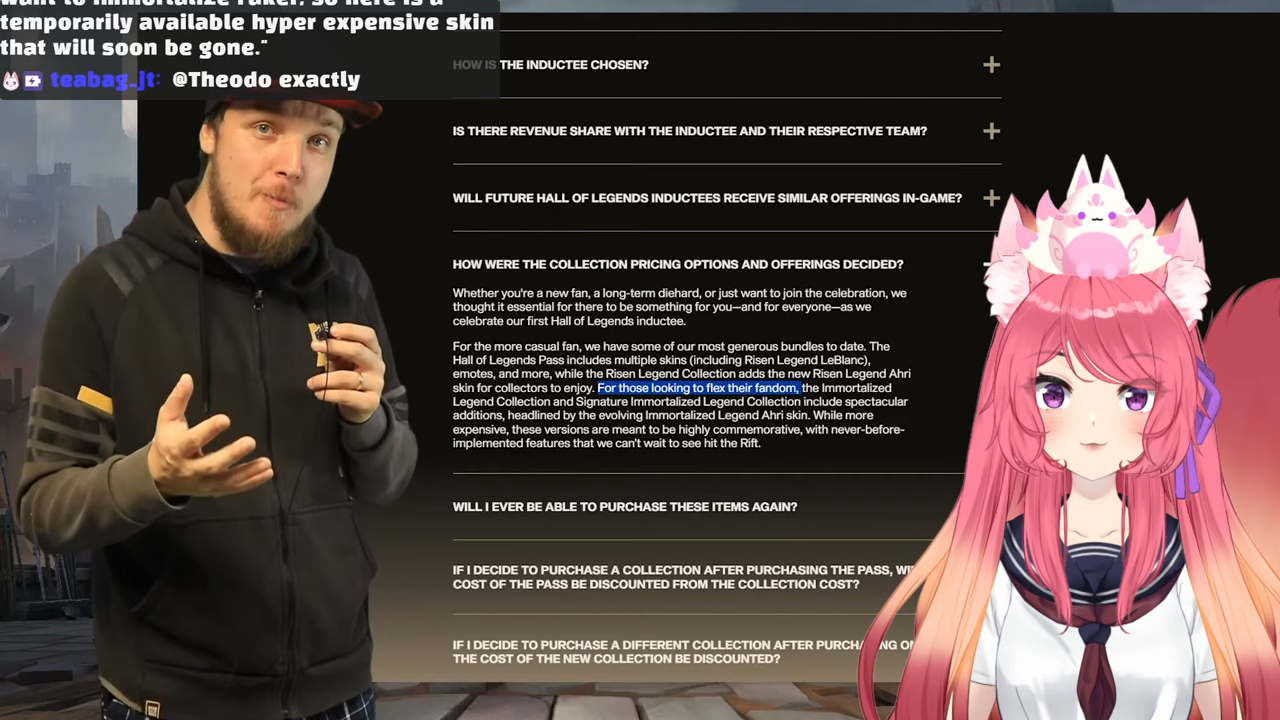 want to immortalize Faker, so here is a
temporarily available hyper expensive skin
that will soon be gone."
teabag_jt: @Theodo exactly
HOW IS THE INDUCTEE CHOSEN?
IS THERE REVENUE SHARE WITH THE INDUCTEE AND THEIR RESPECTIVE TEAM?
WILL FUTURE HALL OF LEGENDS INDUCTEES RECEIVE SIMILAR OFFERINGS IN-GAME?
HOW WERE THE COLLECTION PRICING OPTIONS AND OFFERINGS DECIDED?
Whether you're a new fan, a long-term diehard, or just want to join the celebration, we
thought it essential for there to be something for you—and for everyone—as we
celebrate our first Hall of Legends inductee.
For the more casual fan, we have some of our most generous bundles to date. The
Hall of Legends Pass includes multiple skins (including Risen Legend LeBlanc),
emotes, and more, while the Risen Legend Collection adds the new Risen Legend Ahri
skin for collectors to enjoy. For those looking to flex their fandom, the Immortalized
Legend Collection and Signature Immortalized Legend Collection include spectacular
additions, headlined by the evolving Immortalized Legend Ahri skin. While more
expensive, these versions are meant to be highly commemorative, with never-before-
implemented features that we can't wait to see hit the Rift.
WILL I EVER BE ABLE TO PURCHASE THESE ITEMS AGAIN?
IF I DECIDE TO PURCHASE A COLLECTION AFTER PURCHASING THE PASS, WI
COST OF THE PASS BE DISCOUNTED FROM THE COLLECTION COST?
IF I DECIDE TO PURCHASE A DIFFERENT COLLECTION AFTER PURCHASING ON
THE COST OF THE NEW COLLECTION BE DISCOUNTED?